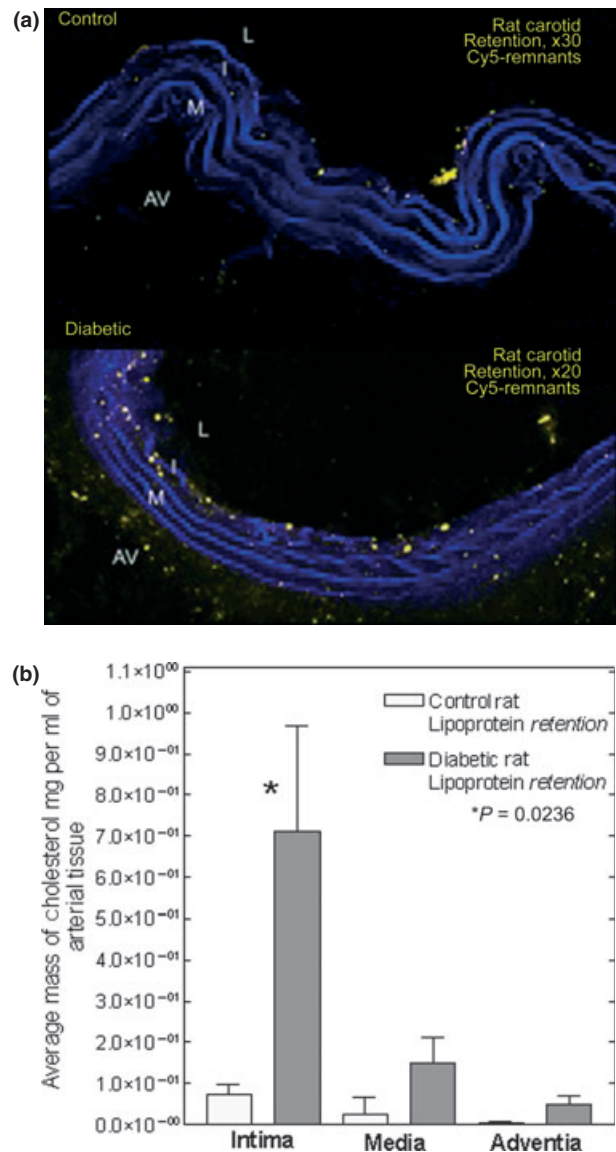 (a)
L
Rat carotid
Retention, x30
Cy5-remnants
I
M
AV
Control
Diabetic
Rat carotid
Retention, x20
Cy5-remnants
L
I
M
AV
(b)
Average mass of cholesterol mg per ml of
arterial tissue
1.1×10⁰⁰
1.0×10⁰⁰
9.0×10⁻⁰¹
8.0×10⁻⁰¹
7.0×10⁻⁰¹
6.0×10⁻⁰¹
5.0×10⁻⁰¹
4.0×10⁻⁰¹
3.0×10⁻⁰¹
2.0×10⁻⁰¹
1.0×10⁻⁰¹
0.0×10⁻⁰⁰
Control rat
Lipoprotein retention
Diabetic rat
Lipoprotein retention
*P = 0.0236
*
Intima Media Adventia